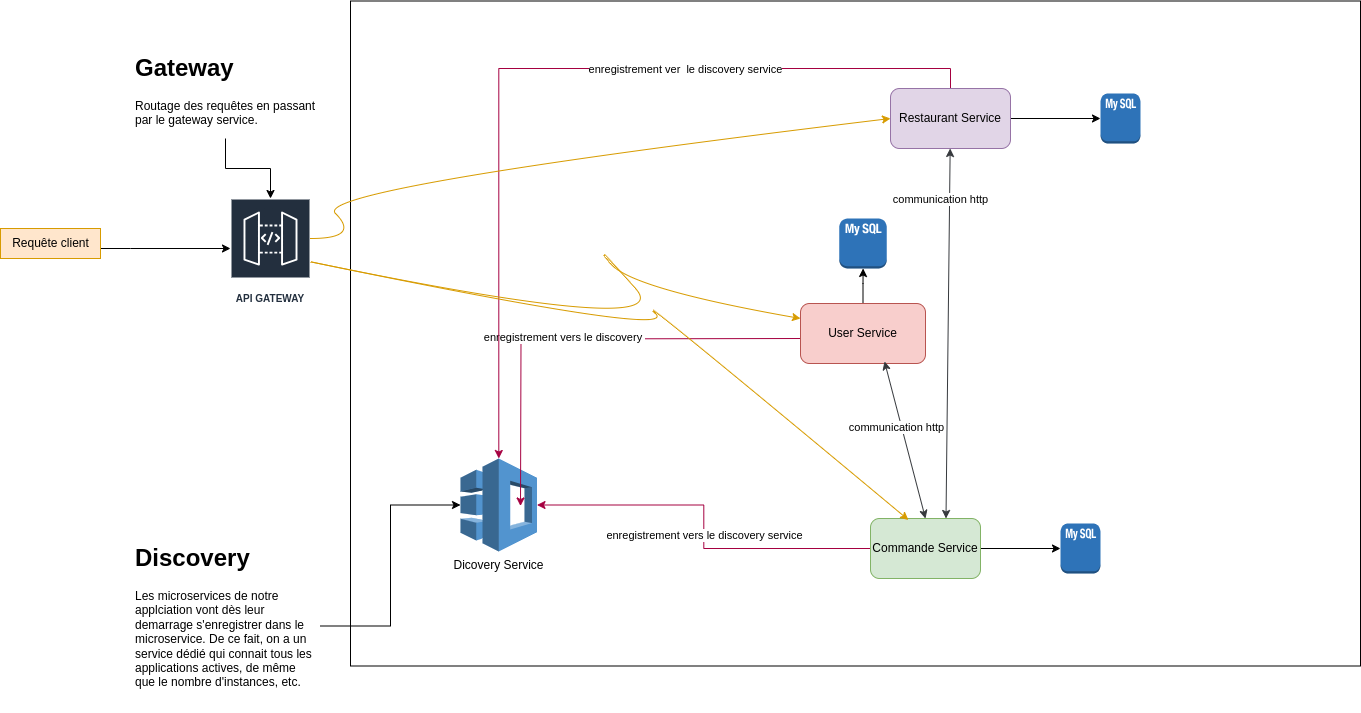 Gateway
Routage des requêtes en passant
par le gateway service.
Requête client
API GATEWAY
enregistrement ver  le discovery service
Restaurant Service
My SQL
communication http
My SQL
User Service
enregistrement vers le discovery
communication http
enregistrement vers le discovery service
Commande Service
My SQL
Dicovery Service
Discovery
Les microservices de notre
applciation vont dès leur
demarrage s'enregistrer dans le
microservice. De ce fait, on a un
service dédié qui connait tous les
applications actives, de même
que le nombre d'instances, etc.